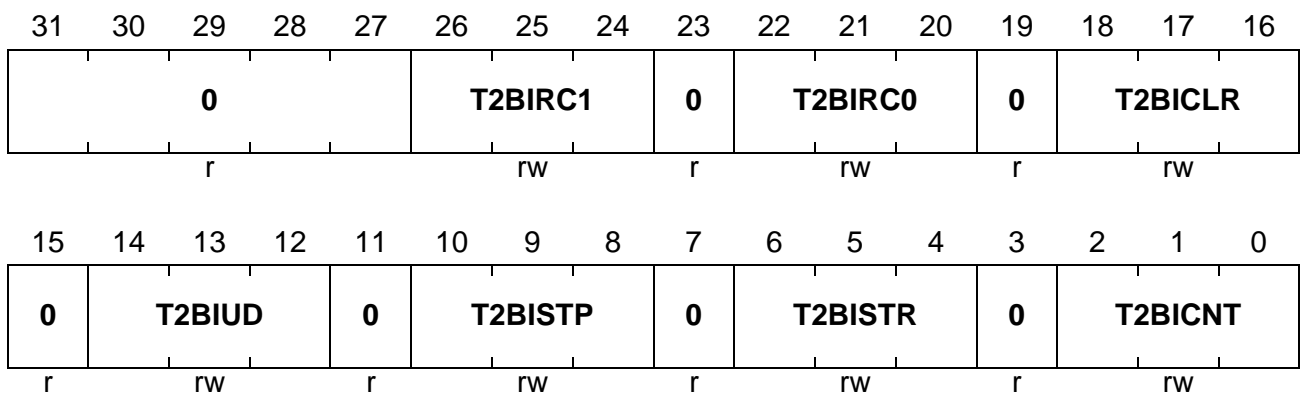 31 30 29 28 27 26 25 24 23 22 21 20 19 18 17 16
0 T2BIRC1 0 T2BIRC0 0 T2BICLR
r rw r rw r rw
15 14 13 12 11 10 9 8 7 6 5 4 3 2 1 0
0 T2BIUD 0 T2BISTP 0 T2BISTR 0 T2BICNT
r rw r rw r rw r rw